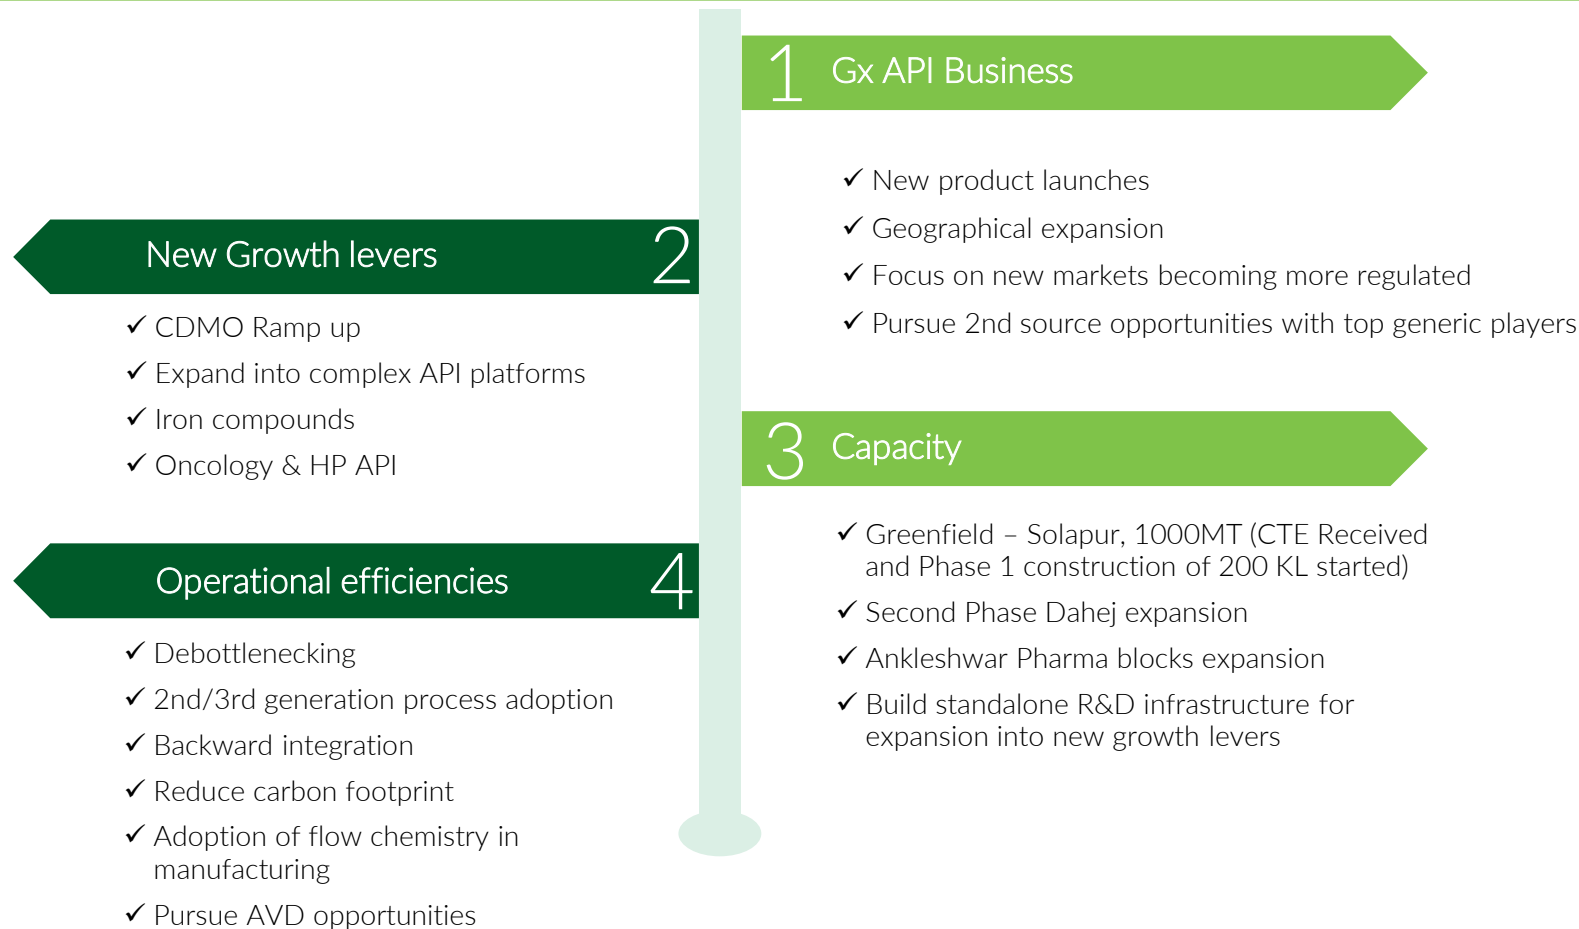 1
Gx API Business
✓ New product launches
✓ Geographical expansion
✓ Focus on new markets becoming more regulated
✓ Pursue 2nd source opportunities with top generic players
New Growth levers
2
✓ CDMO Ramp up
✓ Expand into complex API platforms
✓ Iron compounds
✓ Oncology & HP API
3
Capacity
✓ Greenfield – Solapur, 1000MT (CTE Received
and Phase 1 construction of 200 KL started)
✓ Second Phase Dahej expansion
✓ Ankleshwar Pharma blocks expansion
✓ Build standalone R&D infrastructure for
expansion into new growth levers
Operational efficiencies
4
✓ Debottlenecking
✓ 2nd/3rd generation process adoption
✓ Backward integration
✓ Reduce carbon footprint
✓ Adoption of flow chemistry in
manufacturing
✓ Pursue AVD opportunities